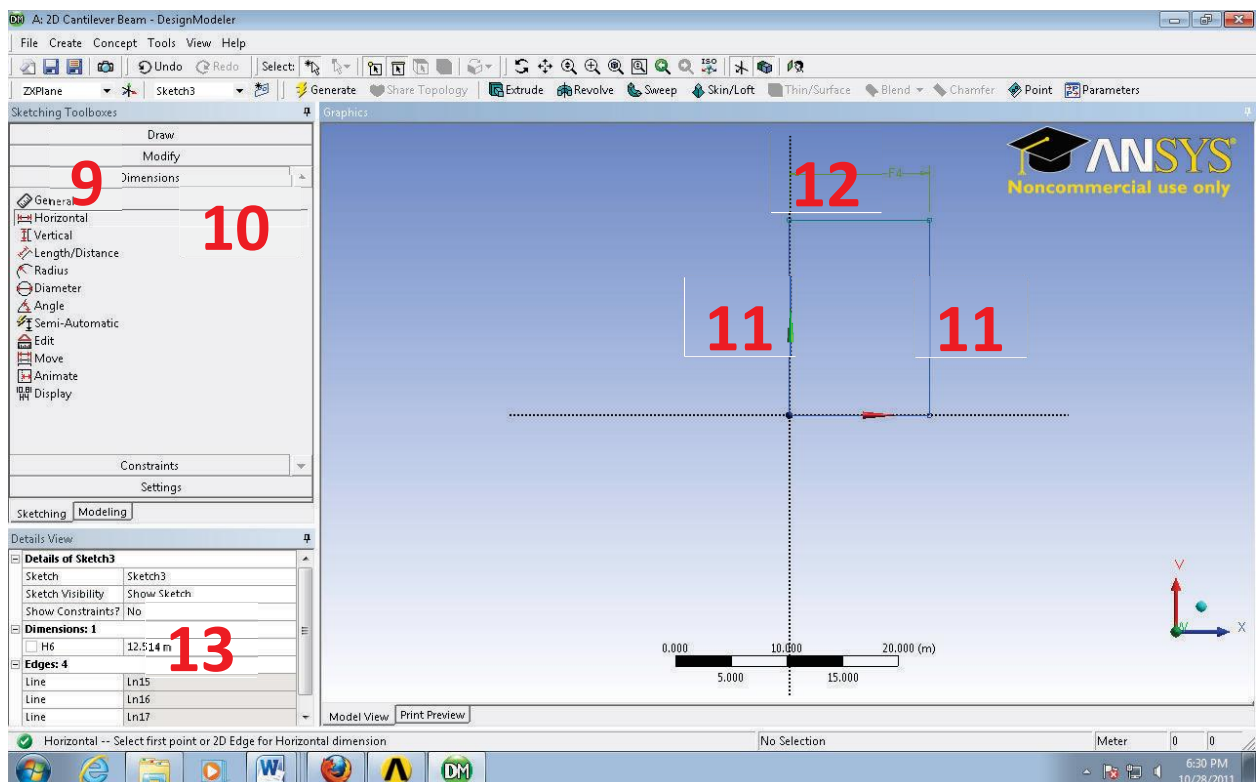 A: 2D Cantilever Beam - DesignModeler
File Create Concept Tools View Help
Undo Redo Select:
ISO
ZXPlane Sketch3 Generate Share Topology Extrude Revolve Sweep Skin/Loft Thin/Surface Blend Chamfer Point Parameters
Sketching Toolboxes
Draw
Modify
Dimensions
9
General
10
Horizontal
Vertical
Length/Distance
Radius
Diameter
Angle
Semi-Automatic
Edit
Move
Animate
Display
Constraints
Settings
Sketching Modeling
Details View
Details of Sketch3
Sketch Sketch3
Sketch Visibility Show Sketch
Show Constraints? No
Dimensions: 1
H6 12.514 m
13
Edges: 4
Line Ln15
Line Ln16
Line Ln17
Graphics
ANSYS
Noncommercial use only
12
11 11
Y
X
0.000 10.000 20.000 (m)
5.000 15.000
Model View Print Preview
Horizontal -- Select first point or 2D Edge for Horizontal dimension No Selection Meter 0 0
W DM
6:30 PM
10/28/2011